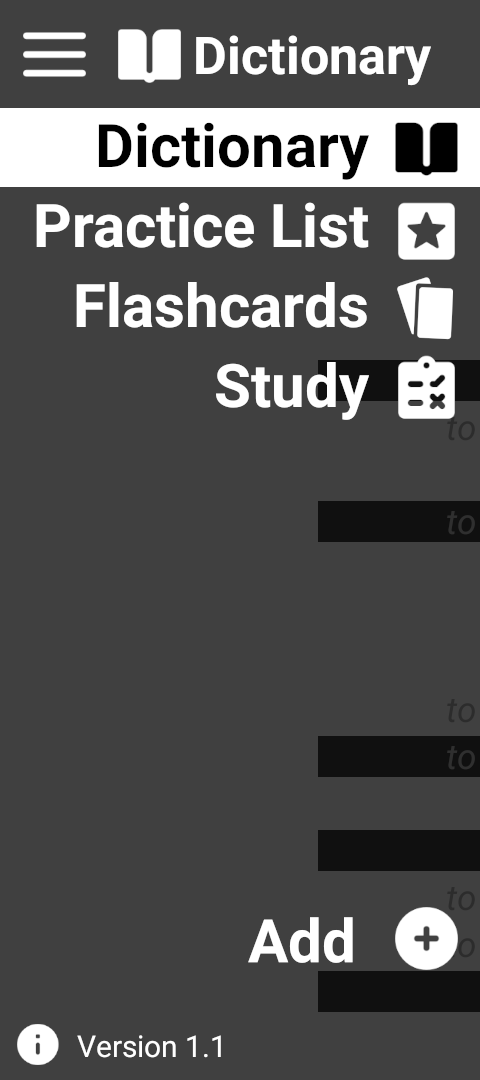 Dictionary
Dictionary
Practice List
Flashcards
Study
to
to
to
to
to
Add
Version 1.1